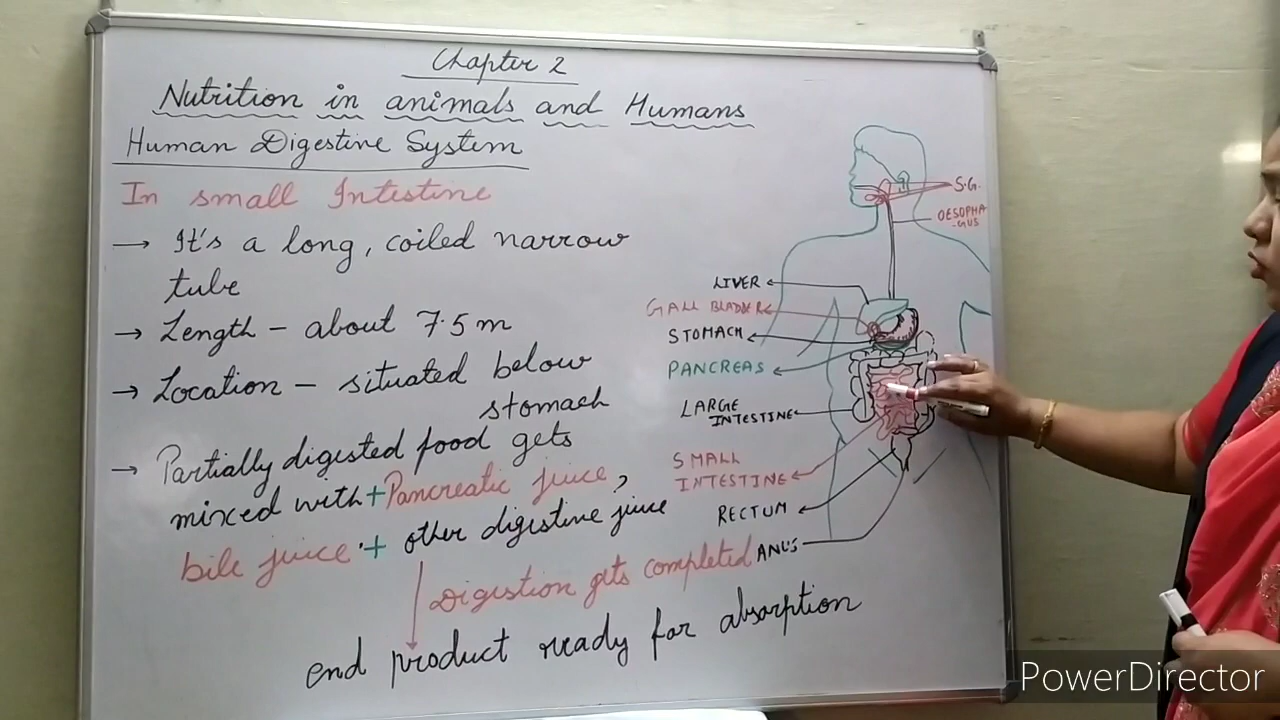 Chapter 2
Nutrition in animals and Humans
Human Digestive System
In small Intestine
→ It's a long, coiled narrow
tube
→ Length - about 7.5 m
→ Location - situated below
stomach
→ Partially digested food gets
mixed with + Pancreatic juice,
bile juice + other digestive juice
Digestion gets completed
end product ready for absorption
S.G.
OESOPHA
-GUS
LIVER
GALL BLADDER
STOMACH
PANCREAS
LARGE
INTESTINE
SMALL
INTESTINE
RECTUM
ANUS
PowerDirector